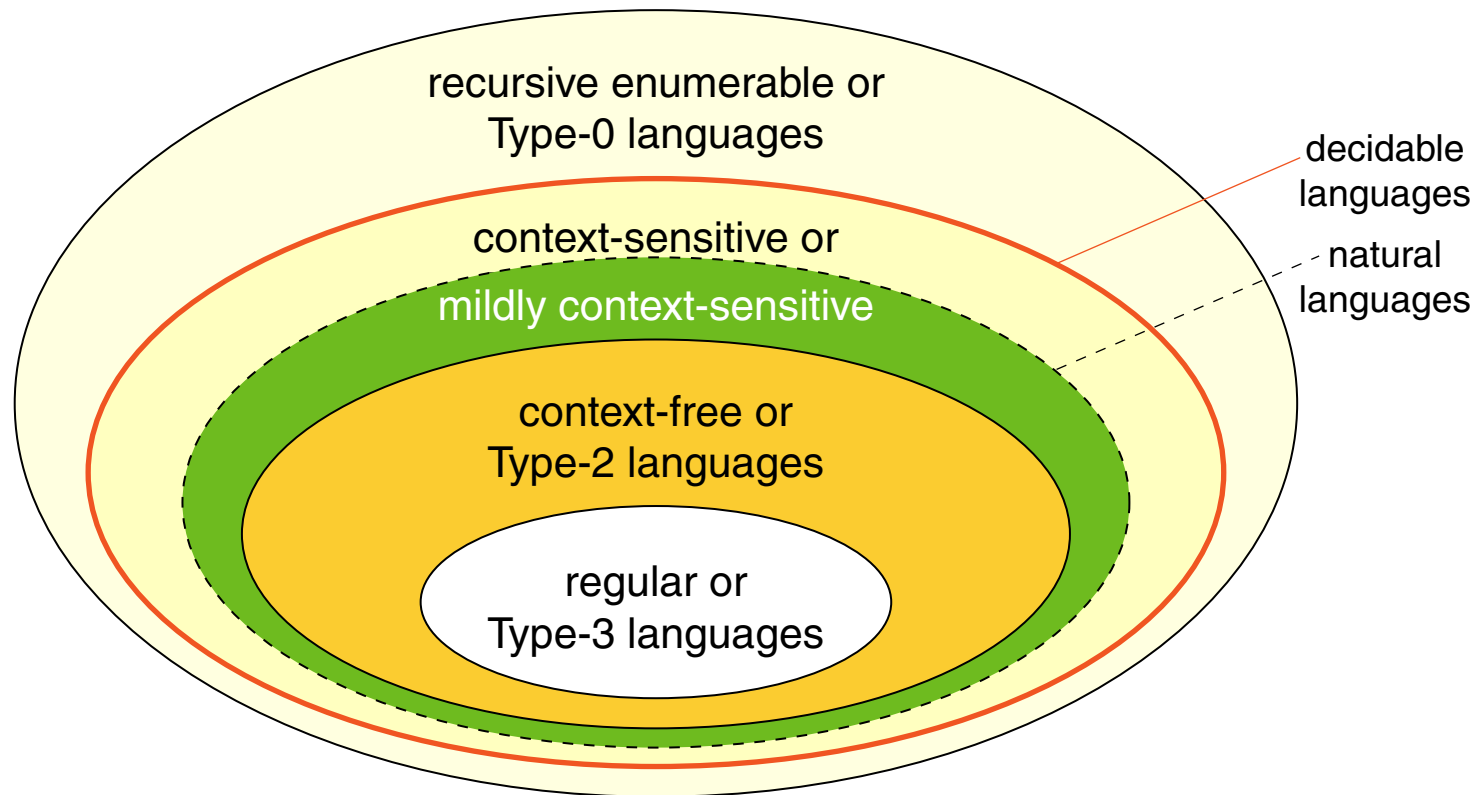 recursive enumerable or
Type-0 languages
decidable
languages
context-sensitive or
natural
languages
mildly context-sensitive
context-free or
Type-2 languages
regular or
Type-3 languages